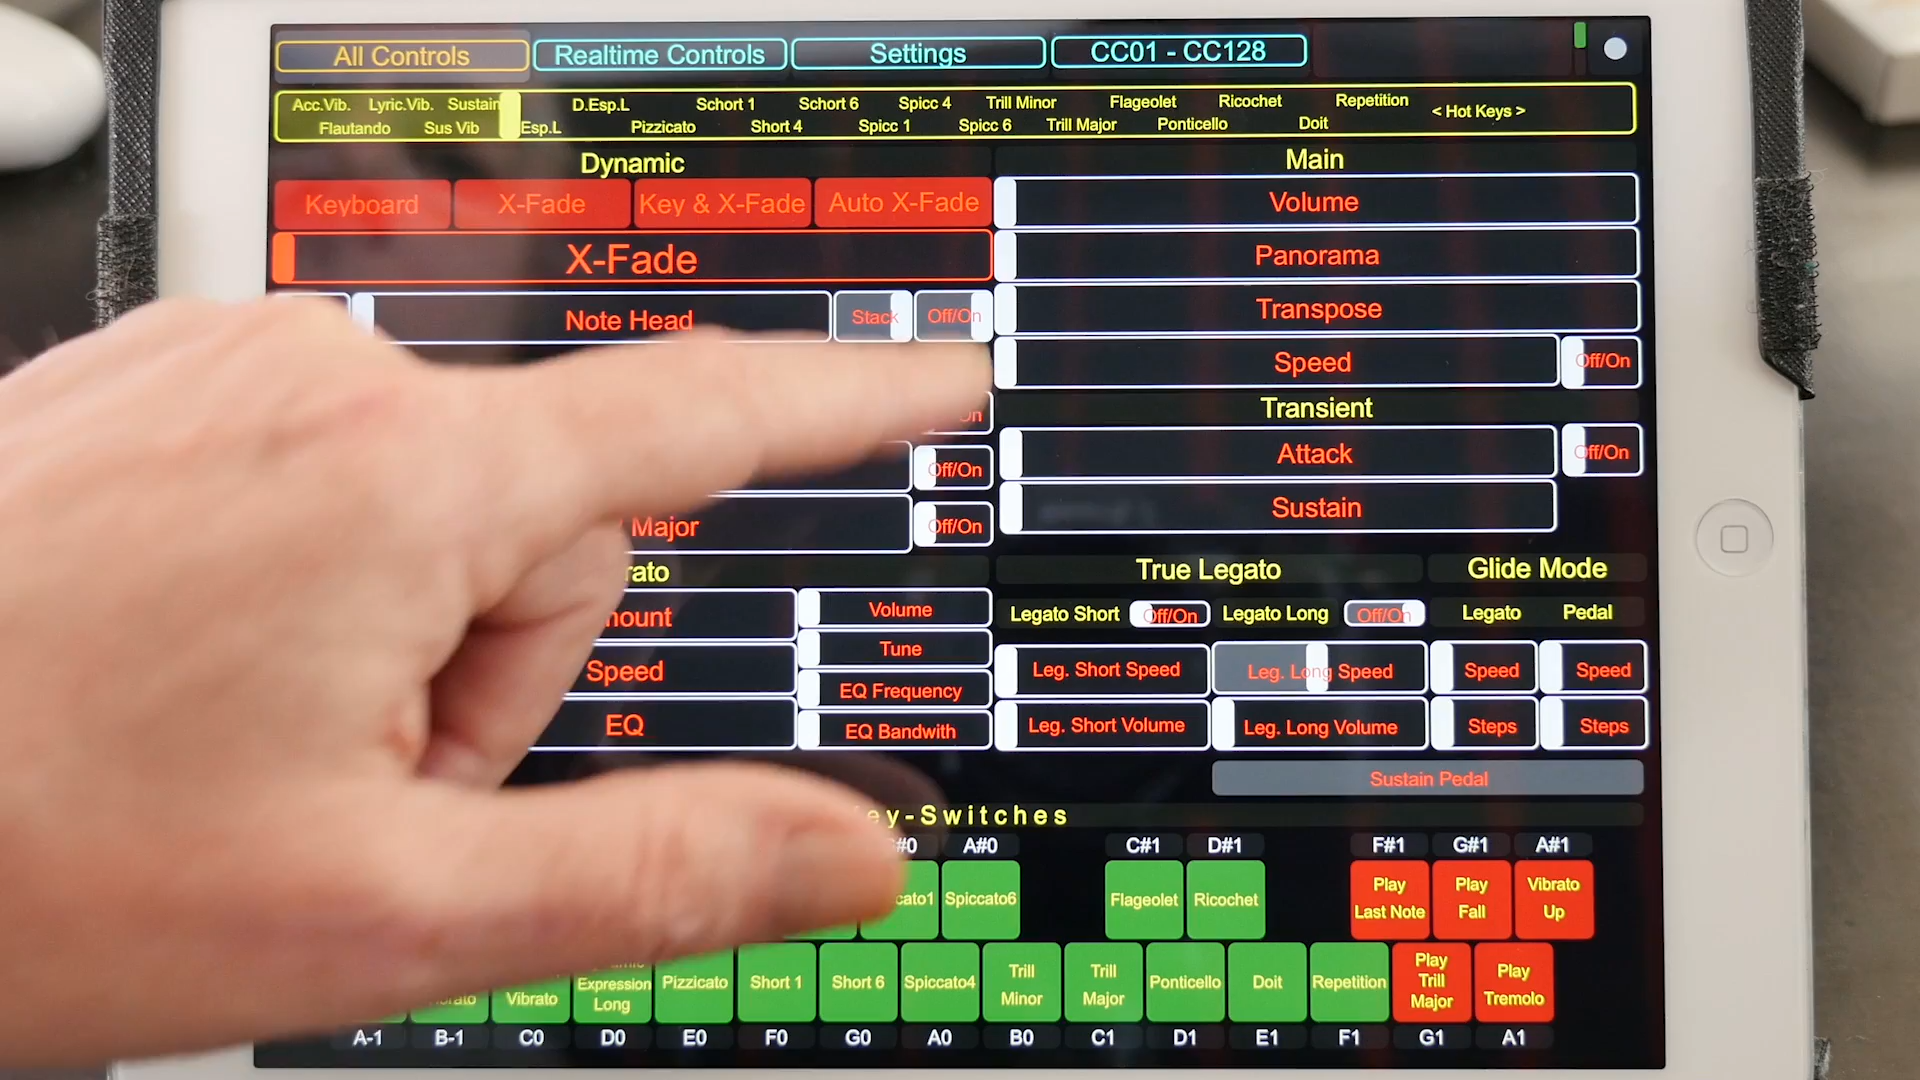 All Controls Realtime Controls Settings CC01 - CC128
Acc.Vib. Lyric.Vib. Sustain D.Esp.L Schort 1 Schort 6 Spicc 4 Trill Minor Flageolet Ricochet Repetition < Hot Keys >
Flautando Sus Vib Esp.L Pizzicato Short 4 Spicc 1 Spicc 6 Trill Major Ponticello Doit
Dynamic Main
Keyboard X-Fade Key & X-Fade Auto X-Fade Volume
X-Fade Panorama
Note Head Stack Off/On Transpose
Speed Off/On
Transient
On
Attack Off/On
Off/On
Sustain
Major Off/On
True Legato Glide Mode
Legato Short Off/On Legato Long Off/On Legato Pedal
Volume
Tune
Speed EQ Frequency Leg. Short Speed Leg. Long Speed Speed Speed
EQ EQ Bandwith Leg. Short Volume Leg. Long Volume Steps Steps
Sustain Pedal
ey-Switches
#0 A#0 C#1 D#1 F#1 G#1 A#1
cato1 Spiccato6 Flageolet Ricochet Play Last Note Play Fall Vibrato Up
Vibrato Expression Long Pizzicato Short 1 Short 6 Spiccato4 Trill Minor Trill Major Ponticello Doit Repetition Play Trill Major Play Tremolo
A-1 B-1 C0 D0 E0 F0 G0 A0 B0 C1 D1 E1 F1 G1 A1